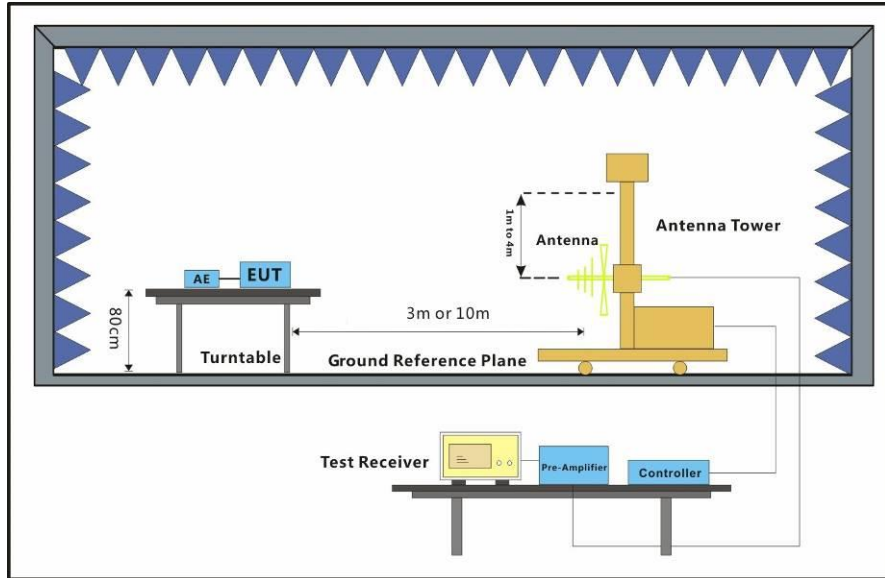 1m to 4m
Antenna
Antenna Tower
AE
EUT
80cm
3m or 10m
Turntable
Ground Reference Plane
Test Receiver
Pre-Amplifier
Controller